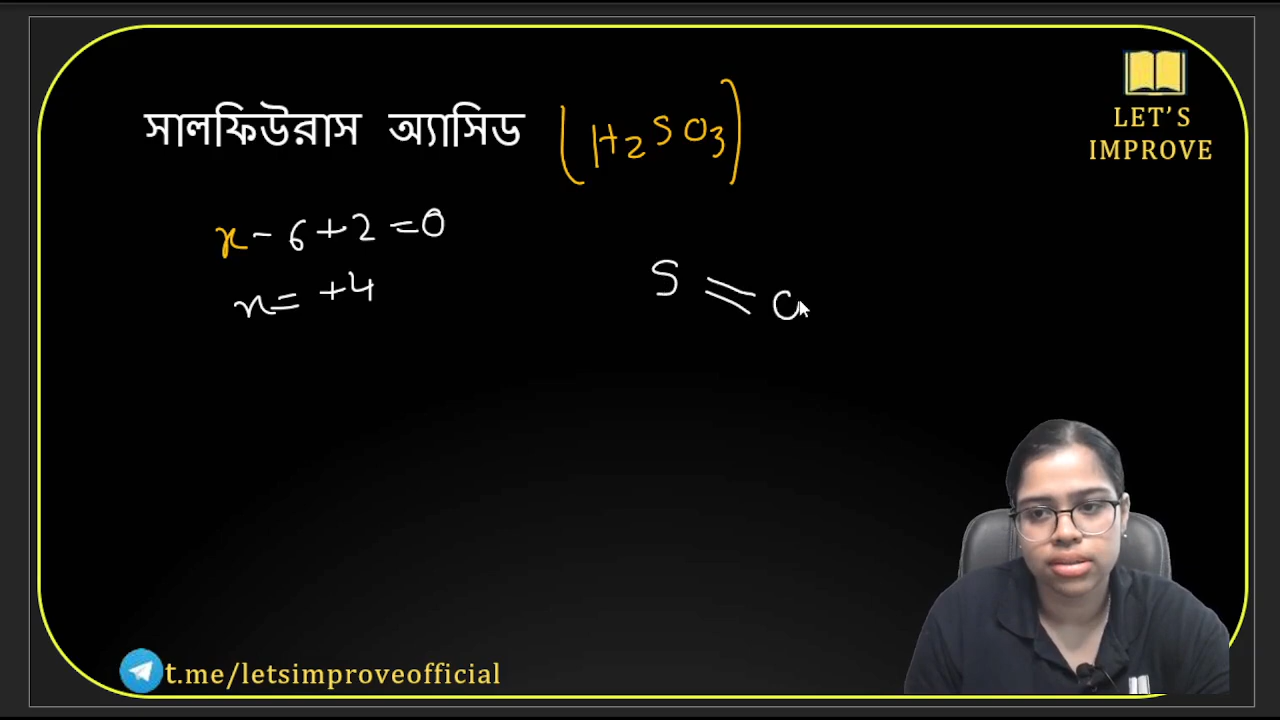 সালফিউরাস অ্যাসিড (H2SO3)
LET'S
IMPROVE
x - 6 + 2 = 0
x = +4
S = O
t.me/letsimproveofficial